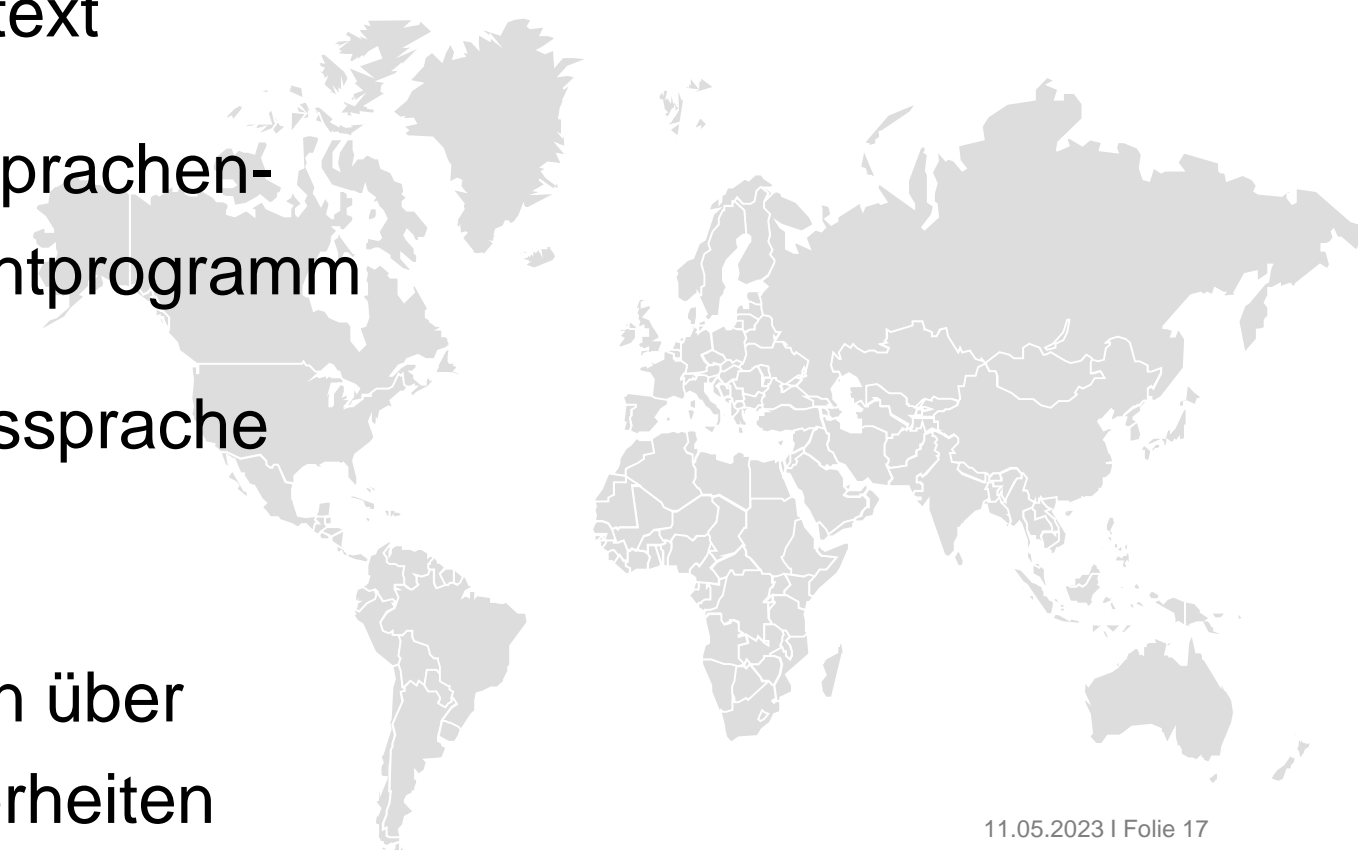 text
prachen-
ntprogramm
ssprache
n über
rheiten
11.05.2023 I Folie 17